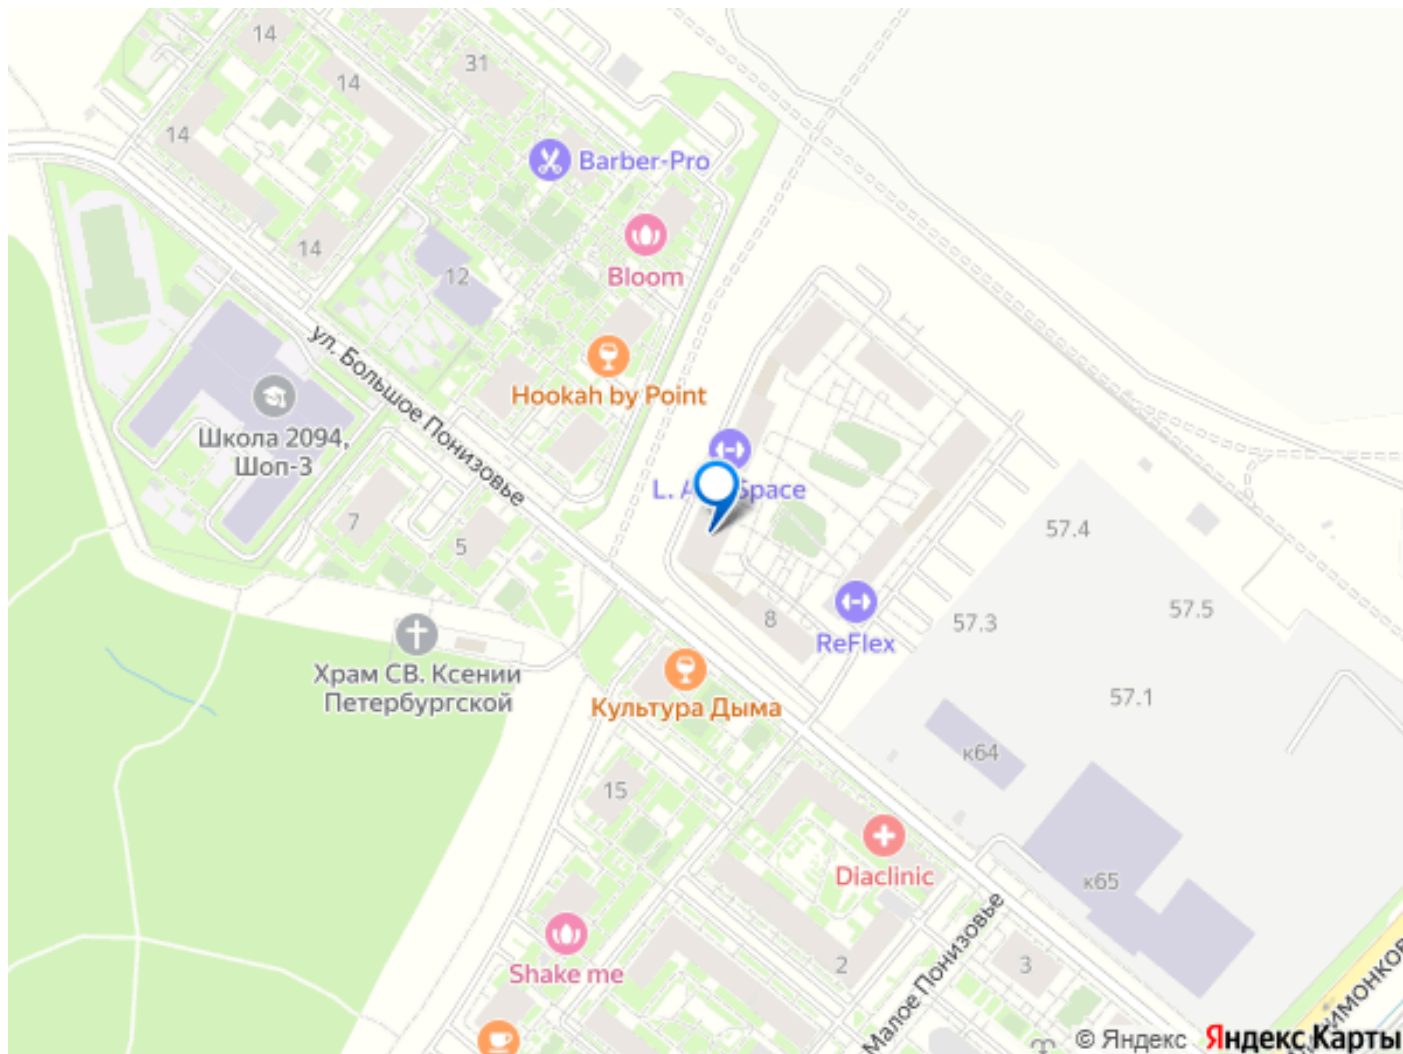 14
31
14
14
Barber-Pro
14
12
Bloom
ул. Большое Понизовье
Hookah by Point
Школа 2094,
Шоп-3
L. A Space
7
5
57.4
57.5
57.3
8
ReFlex
Храм СВ. Ксении
Петербургской
Культура Дыма
57.1
к64
15
Diaclinic
к65
Shake me
2
Малое Понизовье
3
© Яндекс
Яндекс Карты